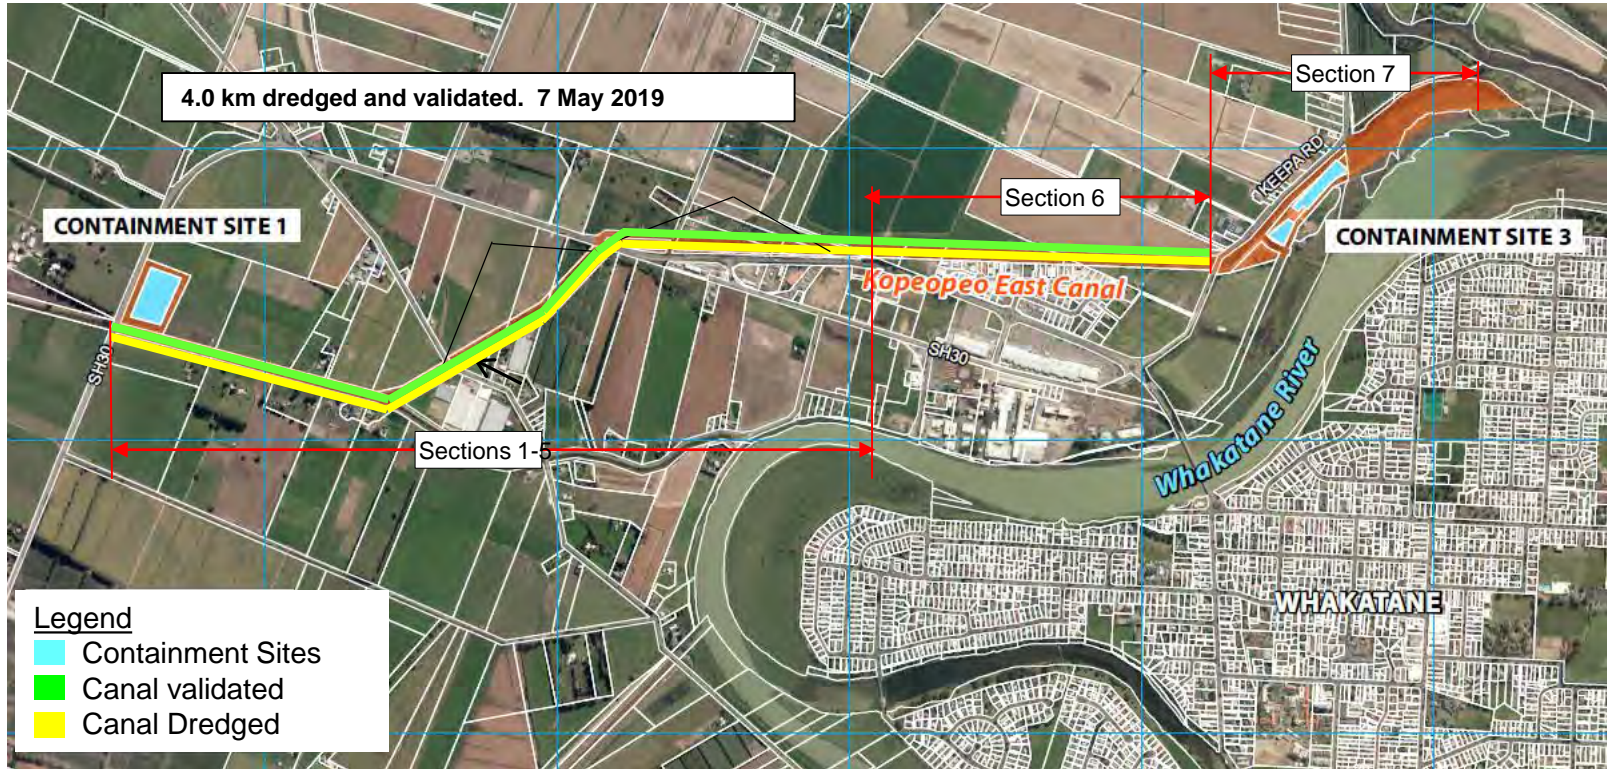 Section 7
4.0 km dredged and validated.  7 May 2019
KEEPA RD
Section 6
CONTAINMENT SITE 1
CONTAINMENT SITE 3
Kopeopeo East Canal
SH30
SH30
Whakatane River
Sections 1-5
WHAKATANE
Legend
Containment Sites
Canal validated
Canal Dredged